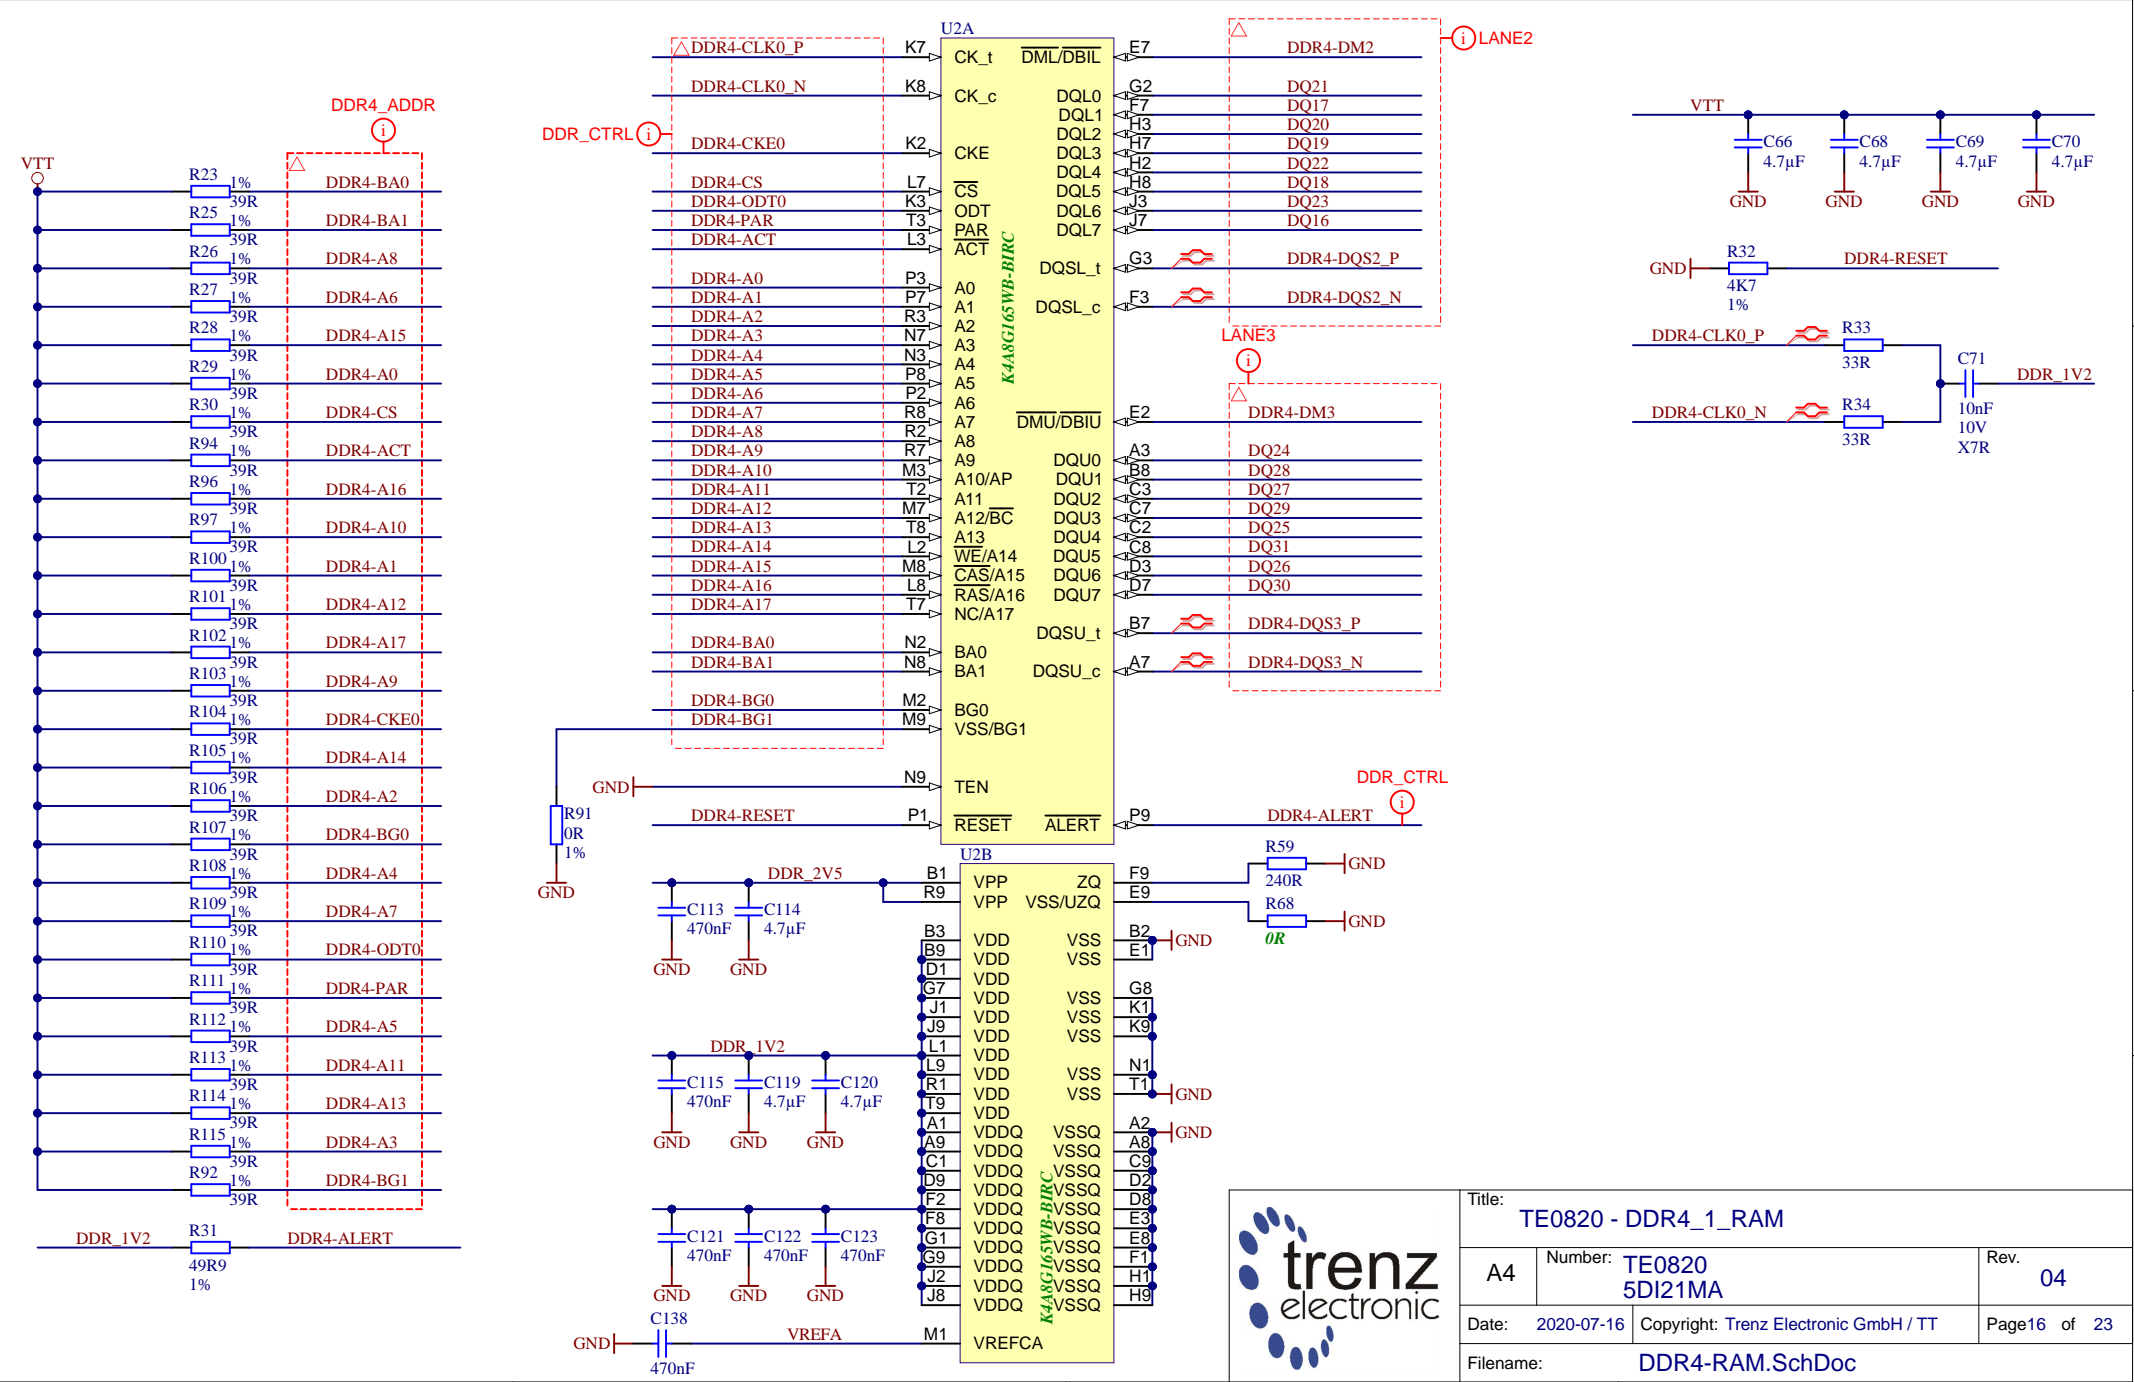 DDR4_ADDR
i
VTT
R23 1% 39R DDR4-BA0
R25 1% 39R DDR4-BA1
R26 1% 39R DDR4-A8
R27 1% 39R DDR4-A6
R28 1% 39R DDR4-A15
R29 1% 39R DDR4-A0
R30 1% 39R DDR4-CS
R94 1% 39R DDR4-ACT
R96 1% 39R DDR4-A16
R97 1% 39R DDR4-A10
R100 1% 39R DDR4-A1
R101 1% 39R DDR4-A12
R102 1% 39R DDR4-A17
R103 1% 39R DDR4-A9
R104 1% 39R DDR4-CKE0
R105 1% 39R DDR4-A14
R106 1% 39R DDR4-A2
R107 1% 39R DDR4-BG0
R108 1% 39R DDR4-A4
R109 1% 39R DDR4-A7
R110 1% 39R DDR4-ODT0
R111 1% 39R DDR4-PAR
R112 1% 39R DDR4-A5
R113 1% 39R DDR4-A11
R114 1% 39R DDR4-A13
R115 1% 39R DDR4-A3
R92 1% 39R DDR4-BG1
DDR_1V2 R31 DDR4-ALERT
49R9
1%
U2A
DDR_CTRL i
DDR4-CLK0_P K7 CK_t
DDR4-CLK0_N K8 CK_c
DDR4-CKE0 K2 CKE
DDR4-CS L7 CS
DDR4-ODT0 K3 ODT
DDR4-PAR T3 PAR
DDR4-ACT L3 ACT
DDR4-A0 P3 A0
DDR4-A1 P7 A1
DDR4-A2 R3 A2
DDR4-A3 N7 A3
DDR4-A4 N3 A4
DDR4-A5 P8 A5
DDR4-A6 P2 A6
DDR4-A7 R8 A7
DDR4-A8 R2 A8
DDR4-A9 R7 A9
DDR4-A10 M3 A10/AP
DDR4-A11 T2 A11
DDR4-A12 M7 A12/BC
DDR4-A13 T8 A13
DDR4-A14 L2 WE/A14
DDR4-A15 M8 CAS/A15
DDR4-A16 L8 RAS/A16
DDR4-A17 T7 NC/A17
DDR4-BA0 N2 BA0
DDR4-BA1 N8 BA1
DDR4-BG0 M2 BG0
DDR4-BG1 M9 VSS/BG1
GND N9 TEN
DDR4-RESET P1 RESET
R91
0R
1%
GND
K4A8G165WB-BIRC
i LANE2
DML/DBIL E7 DDR4-DM2
DQL0 G2 DQ21
DQL1 F7 DQ17
DQL2 H3 DQ20
DQL3 H7 DQ19
DQL4 H2 DQ22
DQL5 H8 DQ18
DQL6 J3 DQ23
DQL7 J7 DQ16
DQSL_t G3 DDR4-DQS2_P
DQSL_c F3 DDR4-DQS2_N
LANE3
i
DMU/DBIU E2 DDR4-DM3
DQU0 A3 DQ24
DQU1 B8 DQ28
DQU2 C3 DQ27
DQU3 C7 DQ29
DQU4 C2 DQ25
DQU5 C8 DQ31
DQU6 D3 DQ26
DQU7 D7 DQ30
DQSU_t B7 DDR4-DQS3_P
DQSU_c A7 DDR4-DQS3_N
DDR_CTRL
i
ALERT P9 DDR4-ALERT
U2B
DDR_2V5 B1 VPP
R9 VPP
C113 470nF GND
C114 4.7µF GND
ZQ F9 R59 240R GND
VSS/UZQ E9 R68 0R GND
B3 VDD
B9 VDD
D1 VDD
G7 VDD
J1 VDD
J9 VDD
DDR_1V2 L1 VDD
L9 VDD
R1 VDD
T9 VDD
A1 VDDQ
A9 VDDQ
C1 VDDQ
D9 VDDQ
F2 VDDQ
F8 VDDQ
G1 VDDQ
G9 VDDQ
J2 VDDQ
J8 VDDQ
VREFA M1 VREFCA
C115 470nF GND
C119 4.7µF GND
C120 4.7µF GND
C121 470nF GND
C122 470nF GND
C123 470nF GND
GND C138 470nF
VSS B2 GND
VSS E1
VSS G8
VSS K1
VSS K9
VSS N1
VSS T1 GND
VSSQ A2 GND
VSSQ A8
VSSQ C9
VSSQ D2
VSSQ D8
VSSQ E3
VSSQ E8
VSSQ F1
VSSQ H1
VSSQ H9
K4A8G165WB-BIRC
VTT
C66 4.7µF GND
C68 4.7µF GND
C69 4.7µF GND
C70 4.7µF GND
GND R32 DDR4-RESET
4K7
1%
DDR4-CLK0_P R33
33R
C71 DDR_1V2
DDR4-CLK0_N R34
33R
10nF
10V
X7R
trenz
electronic
Title:
TE0820 - DDR4_1_RAM
A4 Number: TE0820
5DI21MA
Rev.
04
Date: 2020-07-16 Copyright: Trenz Electronic GmbH / TT Page16 of 23
Filename: DDR4-RAM.SchDoc